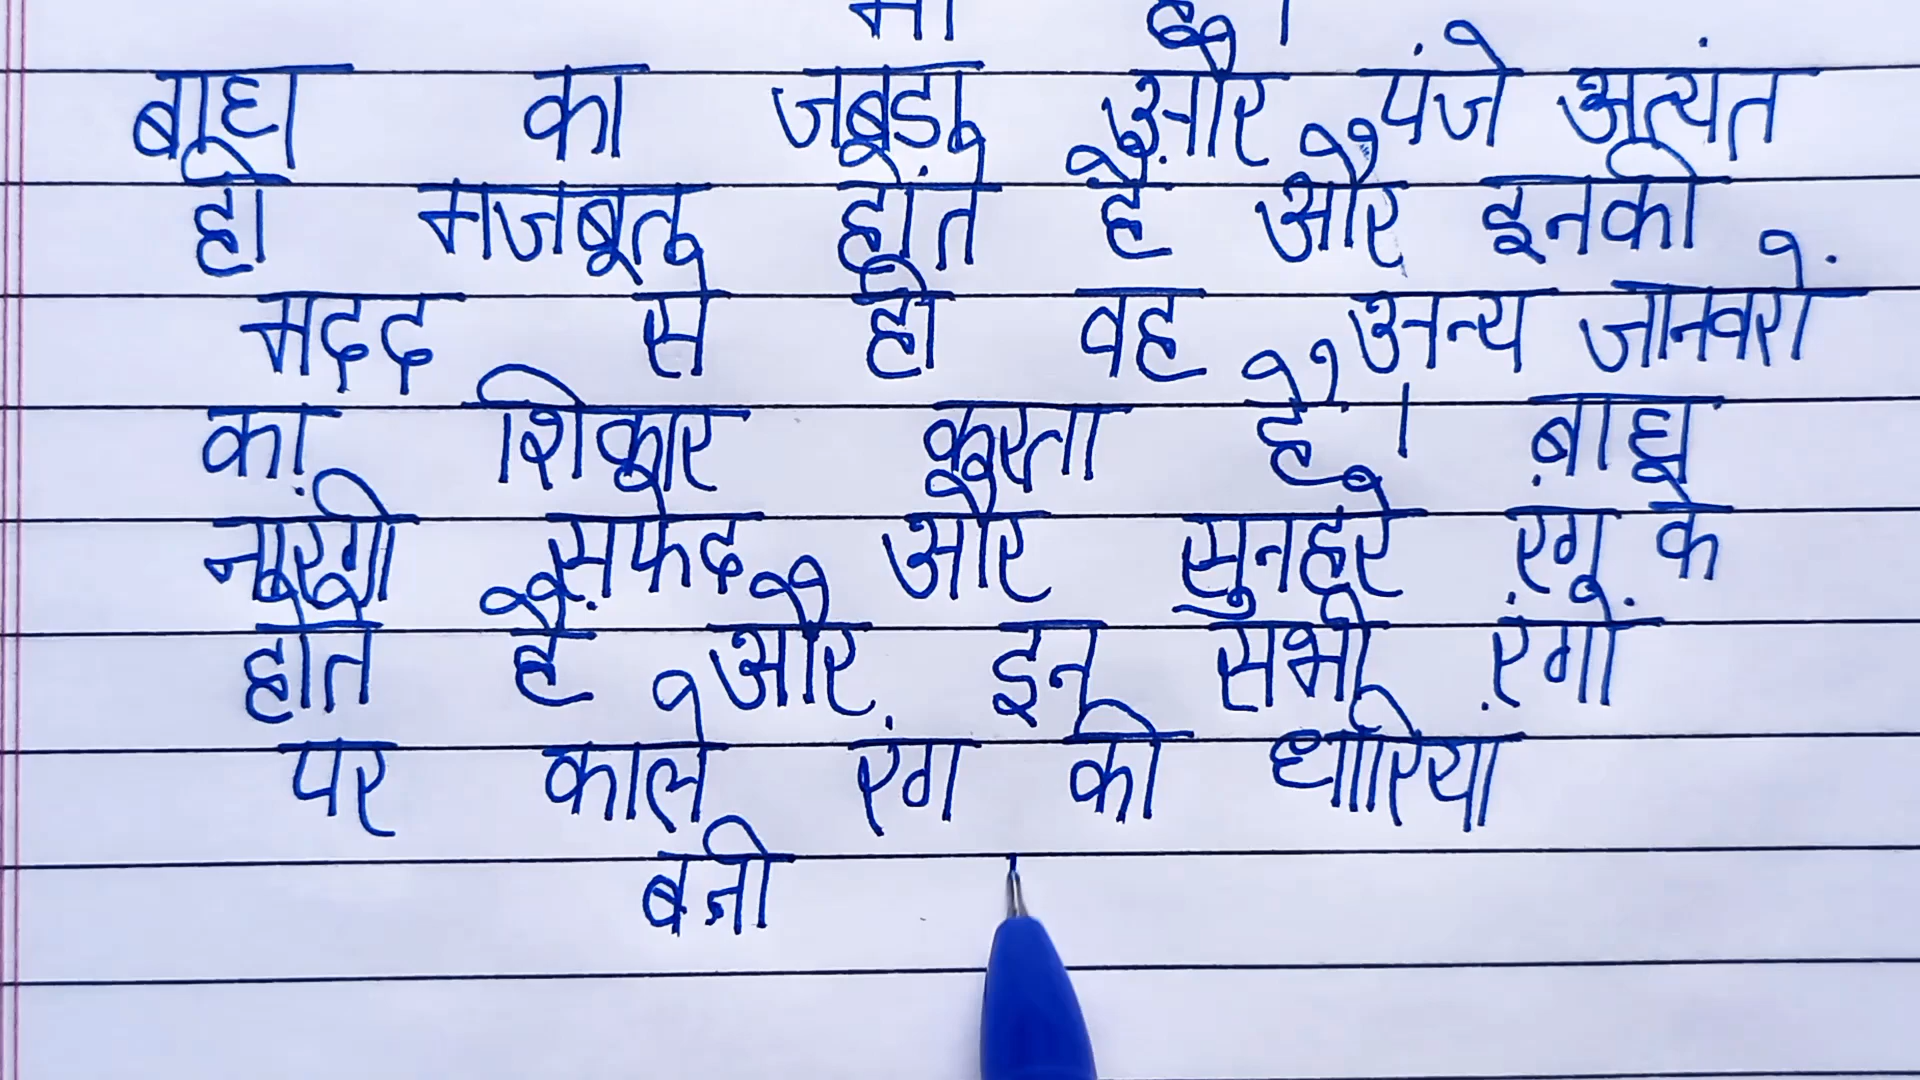 बाघ का जबड़ा और पंजे अत्यंत
ही मजबूत होते है और इनकी
मदद से ही वह अन्य जानवरों
का शिकार करता है। बाघ
नारंगी सफेद और सुनहरे रंग के
होते है और इन सभी रंगों
पर काले रंग की धारिया
बनी